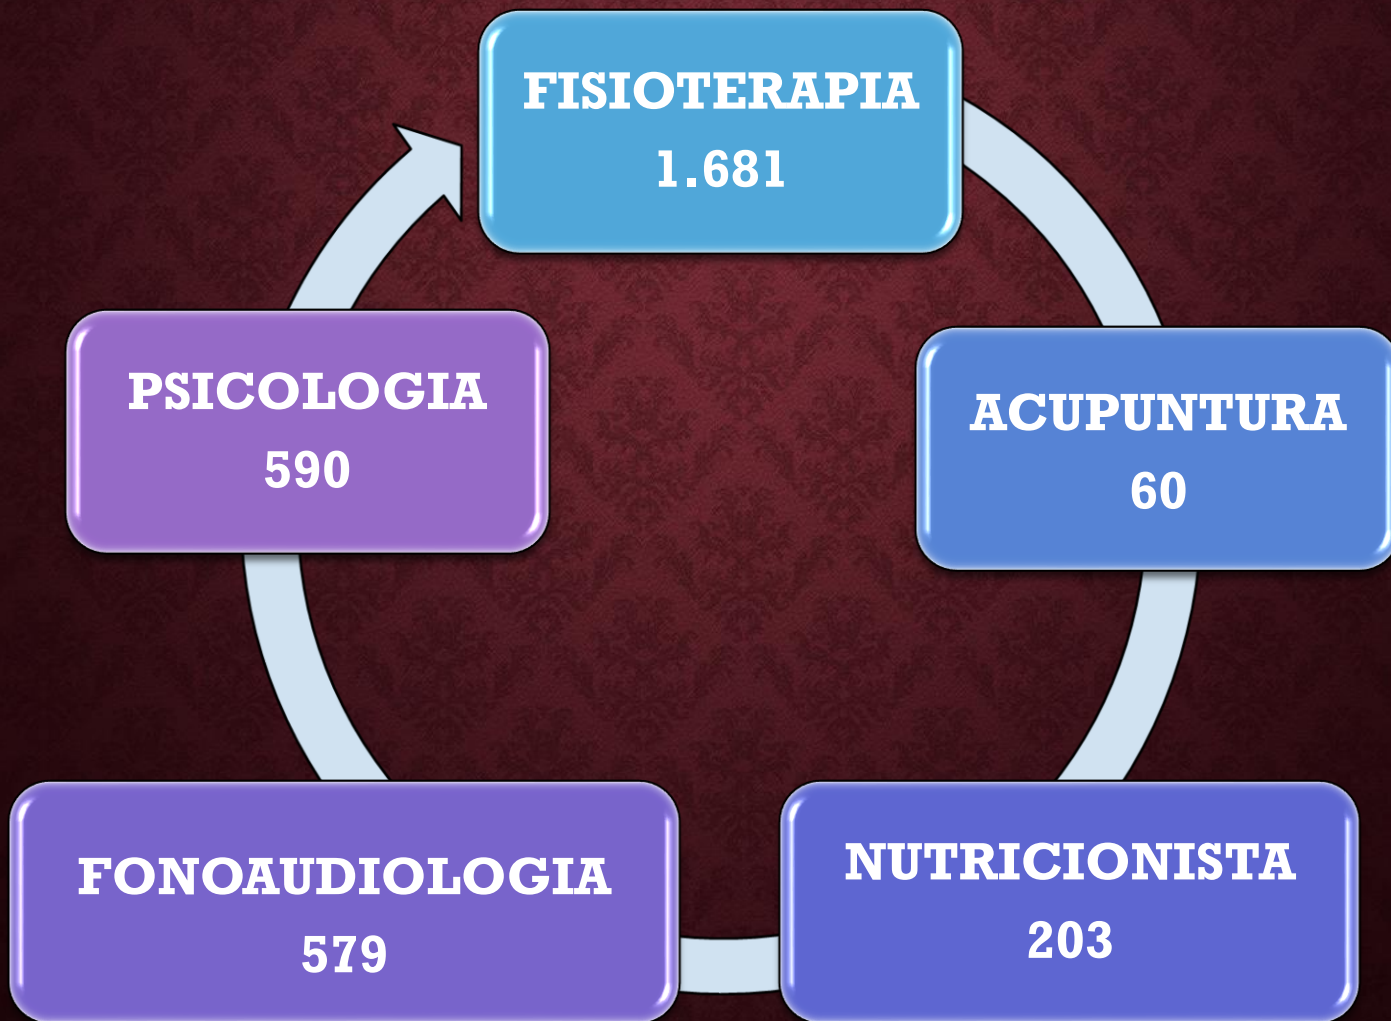 FISIOTERAPIA
1.681
ACUPUNTURA
60
NUTRICIONISTA
203
FONOAUDIOLOGIA
579
PSICOLOGIA
590